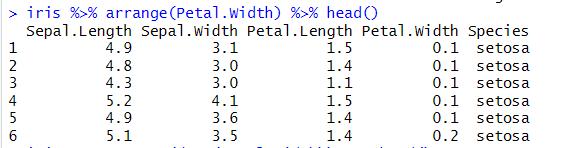 > iris %>% arrange(Petal.Width) %>% head()
  Sepal.Length Sepal.Width Petal.Length Petal.Width Species
1          4.9         3.1          1.5         0.1  setosa
2          4.8         3.0          1.4         0.1  setosa
3          4.3         3.0          1.1         0.1  setosa
4          5.2         4.1          1.5         0.1  setosa
5          4.9         3.6          1.4         0.1  setosa
6          5.1         3.5          1.4         0.2  setosa